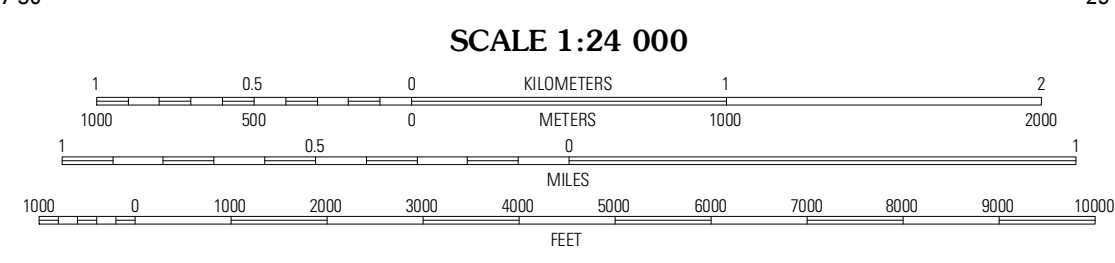 SCALE 1:24 000
1 0.5 0 KILOMETERS 1 2
1000 500 0 METERS 1000 2000
1 0.5 0 1
MILES
1000 0 1000 2000 3000 4000 5000 6000 7000 8000 9000 10000
FEET